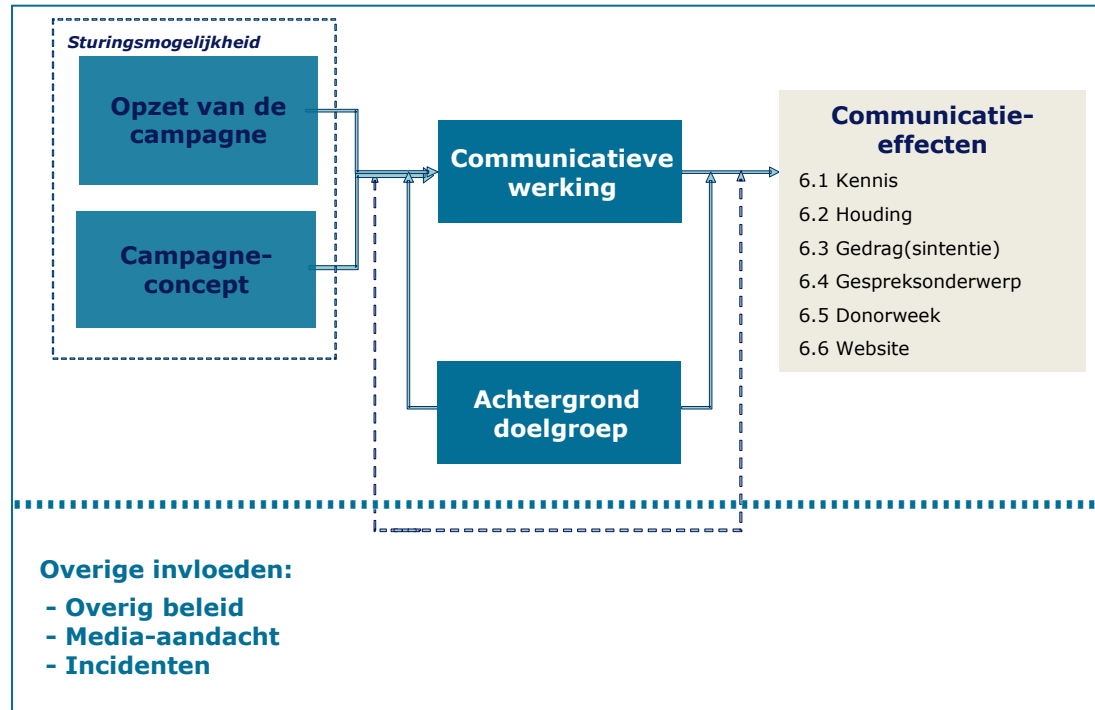 Sturingsmogelijkheid
Opzet van de
campagne
Campagne-
concept
Communicatieve
werking
Achtergrond
doelgroep
Communicatie-
effecten
6.1 Kennis
6.2 Houding
6.3 Gedrag(sintentie)
6.4 Gespreksonderwerp
6.5 Donorweek
6.6 Website
Overige invloeden:
- Overig beleid
- Media-aandacht
- Incidenten